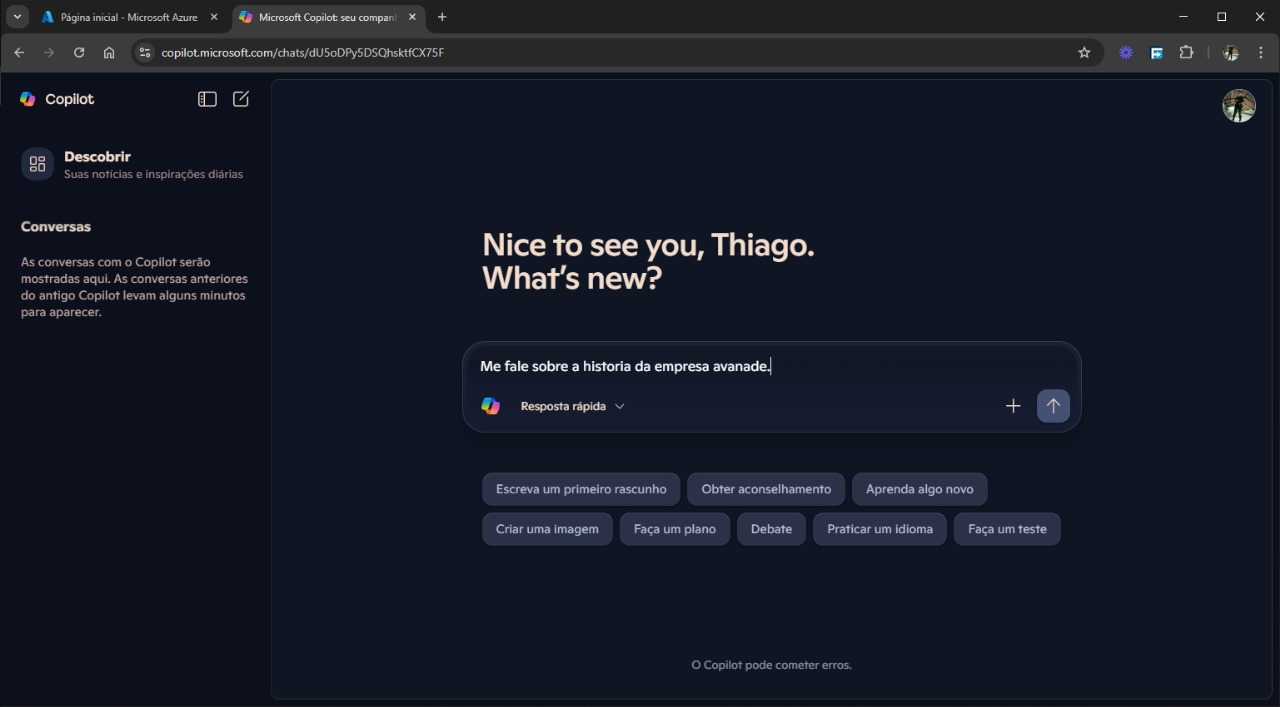 Página inicial - Microsoft Azure
Microsoft Copilot: seu compan
copilot.microsoft.com/chats/dU5oDPy5DSQhsktfCX75F
Copilot
Descobrir
Suas notícias e inspirações diárias
Conversas
As conversas com o Copilot serão
mostradas aqui. As conversas anteriores
do antigo Copilot levam alguns minutos
para aparecer.
Nice to see you, Thiago.
What's new?
Me fale sobre a historia da empresa avanade.
Resposta rápida
Escreva um primeiro rascunho Obter aconselhamento Aprenda algo novo
Criar uma imagem Faça um plano Debate Praticar um idioma Faça um teste
O Copilot pode cometer erros.